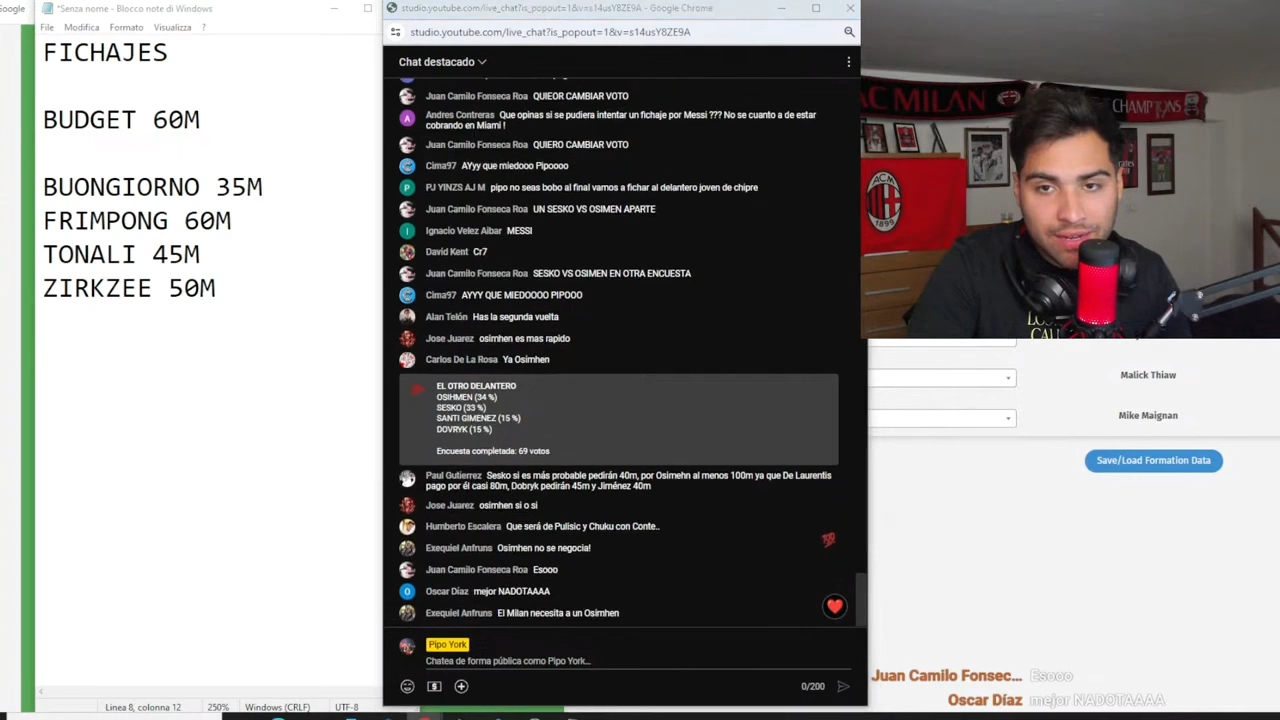 Google
*Senza nome - Blocco note di Windows
File Modifica Formato Visualizza ?
FICHAJES
BUDGET 60M
BUONGIORNO 35M
FRIMPONG 60M
TONALI 45M
ZIRKZEE 50M
Linea 8, colonna 12 250% Windows (CRLF) UTF-8
studio.youtube.com/live_chat?is_popout=1&v=s14usY8ZE9A - Google Chrome
studio.youtube.com/live_chat?is_popout=1&v=s14usY8ZE9A
Chat destacado
Juan Camilo Fonseca Roa QUIEOR CAMBIAR VOTO
Andres Contreras Que opinas si se pudiera intentar un fichaje por Messi ??? No se cuanto a de estar
cobrando en Miami !
Juan Camilo Fonseca Roa QUIERO CAMBIAR VOTO
Cima97 AYyy que miedooo Pipoooo
PJ YINZS AJ M pipo no seas bobo al final vamos a fichar al delantero joven de chipre
Juan Camilo Fonseca Roa UN SESKO VS OSIMEN APARTE
Ignacio Velez Aibar MESSI
David Kent Cr7
Juan Camilo Fonseca Roa SESKO VS OSIMEN EN OTRA ENCUESTA
Cima97 AYYY QUE MIEDOOOO PIPOOO
Alan Telón Has la segunda vuelta
Jose Juarez osimhen es mas rapido
Carlos De La Rosa Ya Osimhen
EL OTRO DELANTERO
OSIHMEN (34 %)
SESKO (33 %)
SANTI GIMENEZ (15 %)
DOVRYK (15 %)
Encuesta completada: 69 votos
Paul Gutierrez Sesko si es más probable pedirán 40m, por Osimehn al menos 100m ya que De Laurentis
pago por él casi 80m, Dobryk pedirán 45m y Jiménez 40m
Jose Juarez osimhen si o si
Humberto Escalera Que será de Pulisic y Chuku con Conte..
Exequiel Anfruns Osimhen no se negocia!
Juan Camilo Fonseca Roa Esooo
Oscar Díaz mejor NADOTAAAA
Exequiel Anfruns El Milan necesita a un Osimhen
Pipo York
Chatea de forma pública como Pipo York...
0/200
AC MILAN
CHAMPIONS
ACM
1899
Malick Thiaw
Mike Maignan
Save/Load Formation Data
Juan Camilo Fonsec... Esooo
Oscar Díaz mejor NADOTAAAA